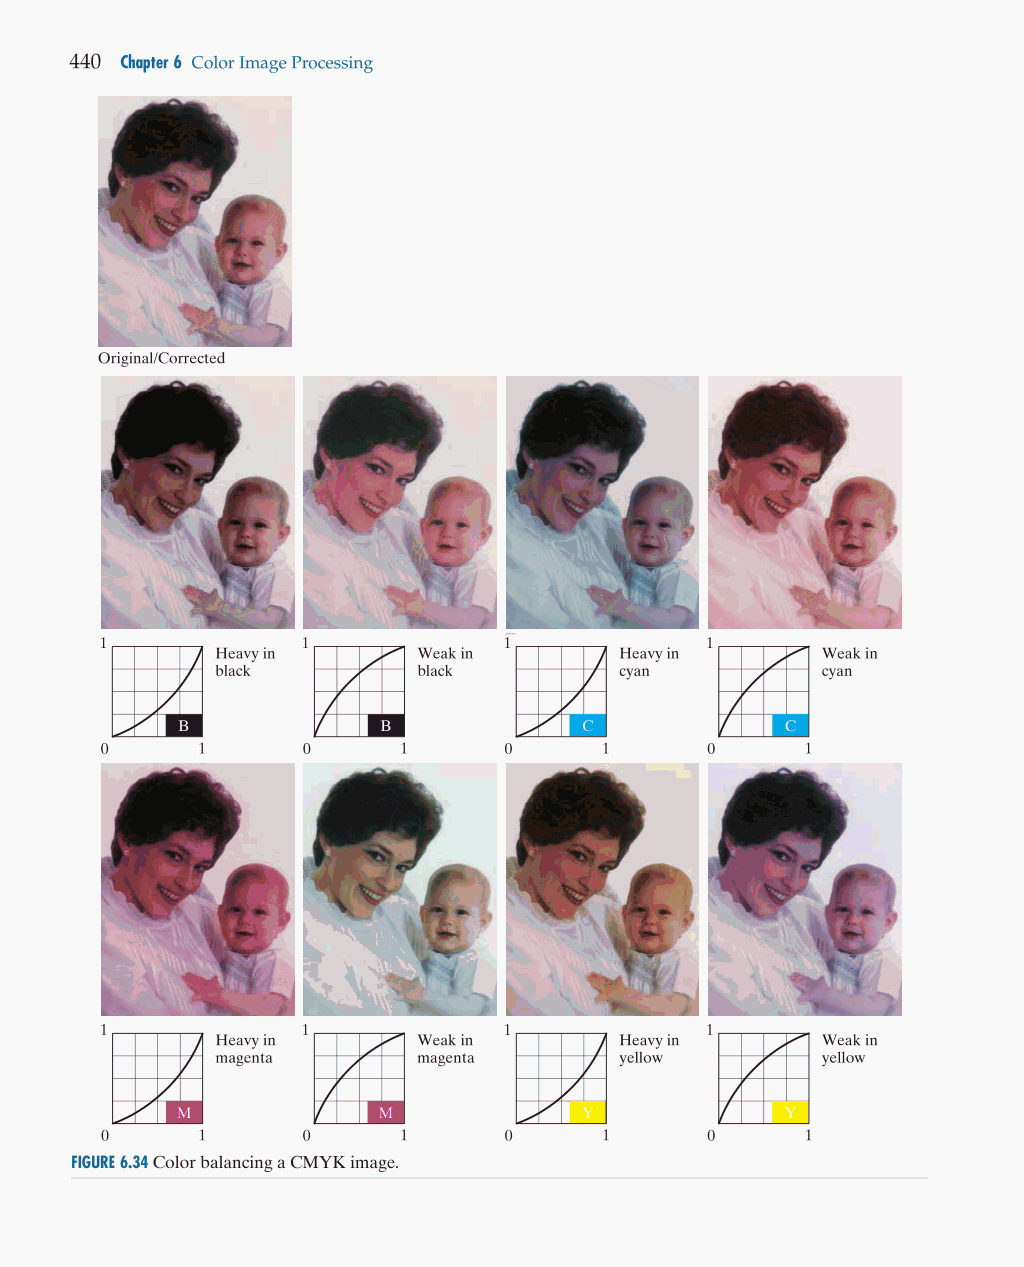 440 Chapter 6 Color Image Processing
Original/Corrected
1 Heavy in black B 0 1
1 Weak in black B 0 1
1 Heavy in cyan C 0 1
1 Weak in cyan C 0 1
1 Heavy in magenta M 0 1
1 Weak in magenta M 0 1
1 Heavy in yellow Y 0 1
1 Weak in yellow Y 0 1
FIGURE 6.34 Color balancing a CMYK image.